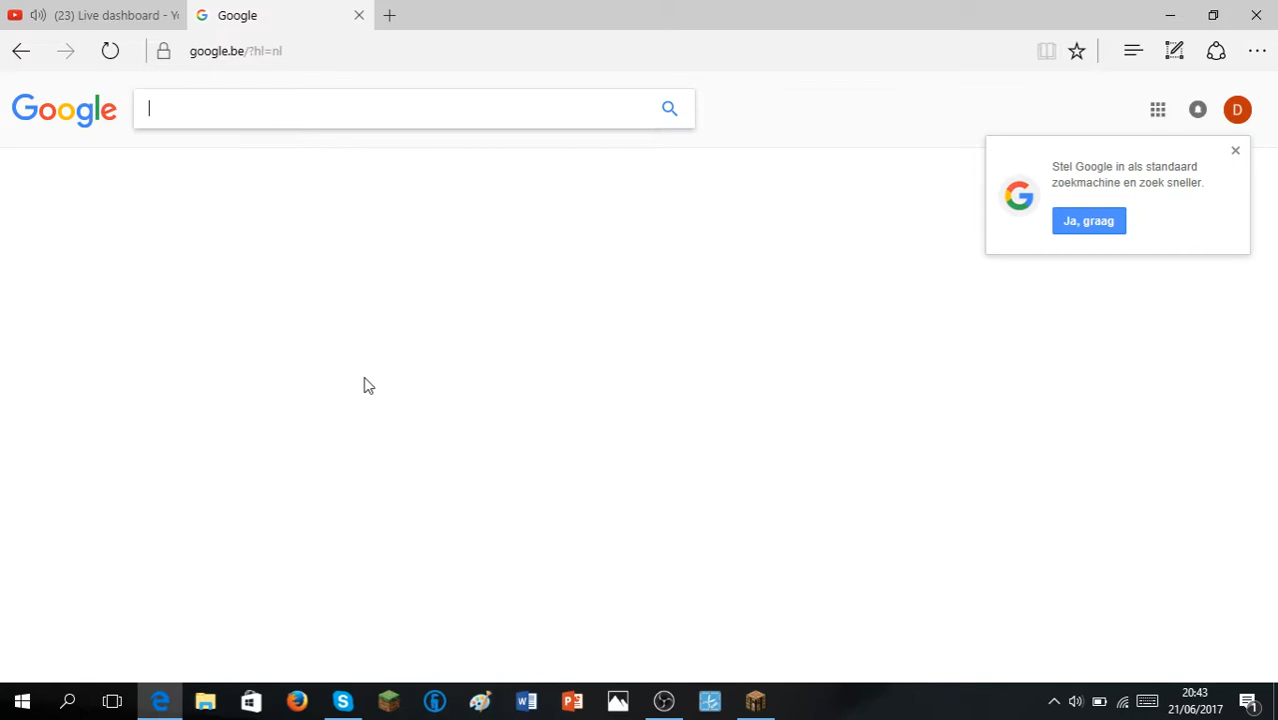 (23) Live dashboard - Yo
Google
google.be/?hl=nl
Google
D
Stel Google in als standaard
zoekmachine en zoek sneller.
Ja, graag
20:43
21/06/2017
1